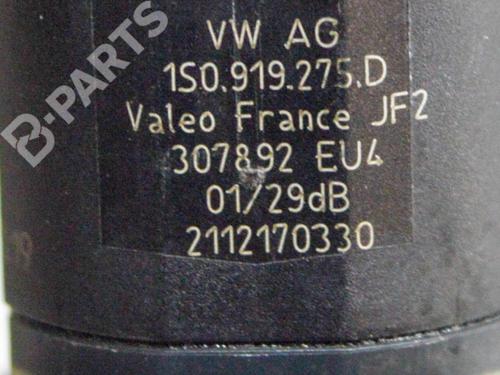 VW AG
1S0.919.275.D
Valeo France JF2
307892 EU4
01/29dB
2112170330
B-PARTS